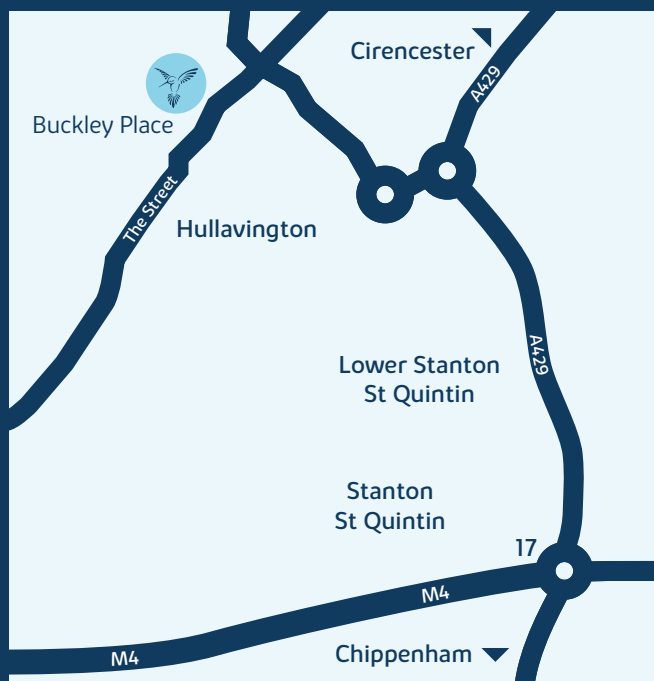 Cirencester
A429
Buckley Place
The Street
Hullavington
A429
Lower Stanton
St Quintin
Stanton
St Quintin
17
M4
M4
Chippenham